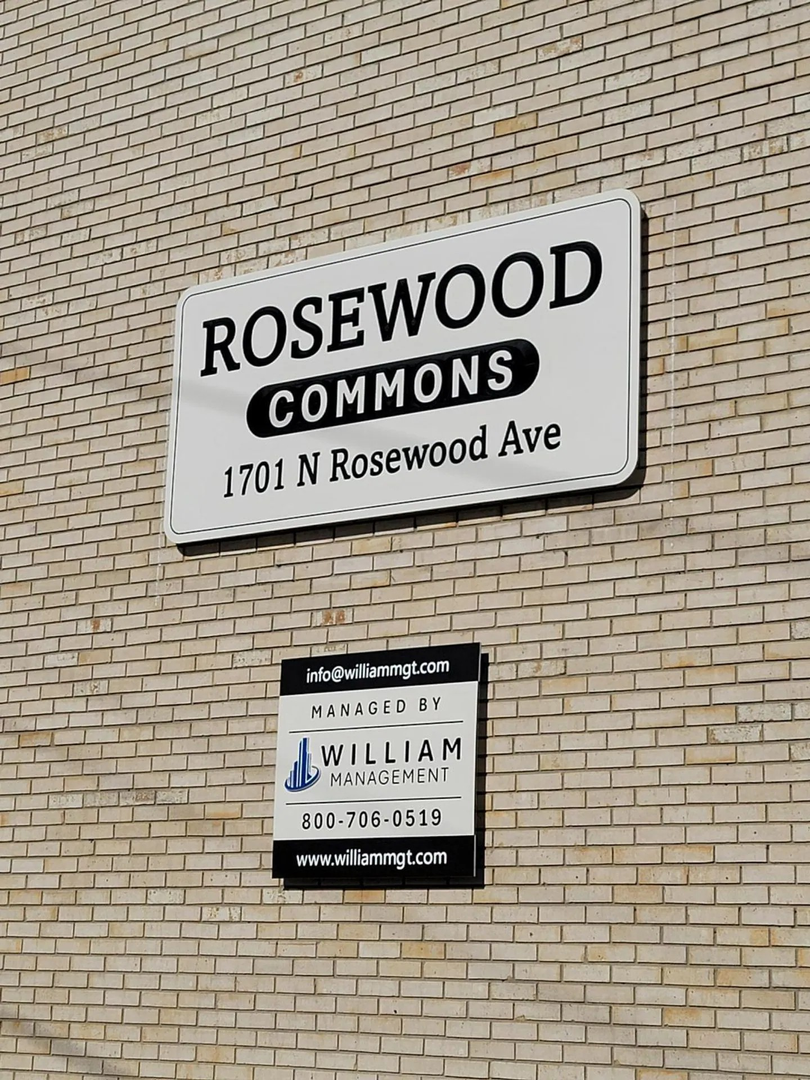 ROSEWOOD
COMMONS
1701 N Rosewood Ave
info@williammgt.com
MANAGED BY
WILLIAM
MANAGEMENT
800-706-0519
www.williammgt.com